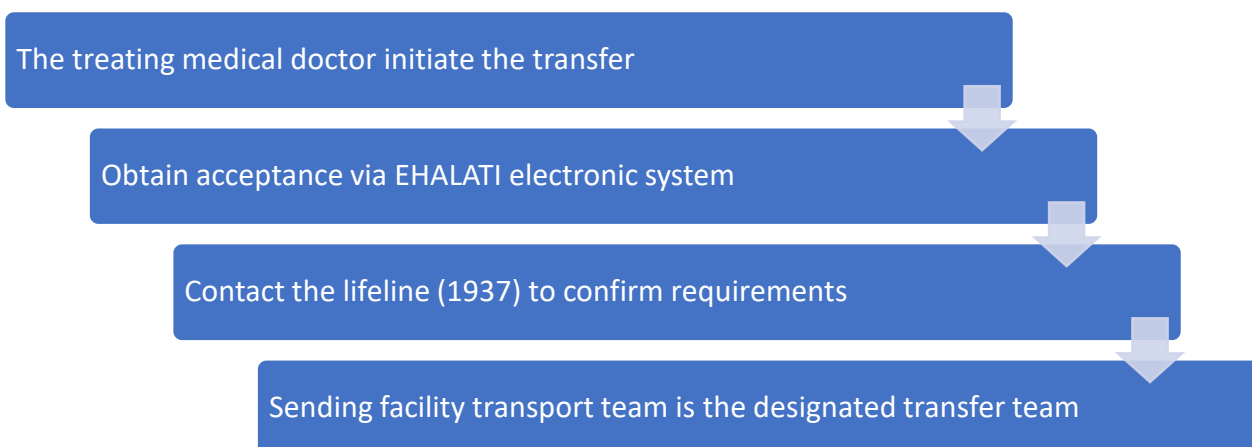 The treating medical doctor initiate the transfer
Obtain acceptance via EHALATI electronic system
Contact the lifeline (1937) to confirm requirements
Sending facility transport team is the designated transfer team